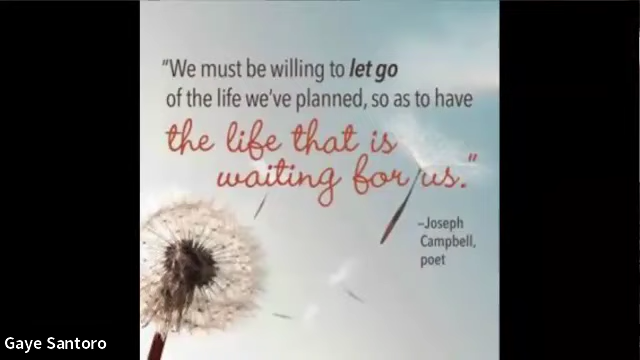 "We must be willing to let go
of the life we've planned, so as to have
the life that is
waiting for us."
–Joseph
Campbell,
poet
Gaye Santoro